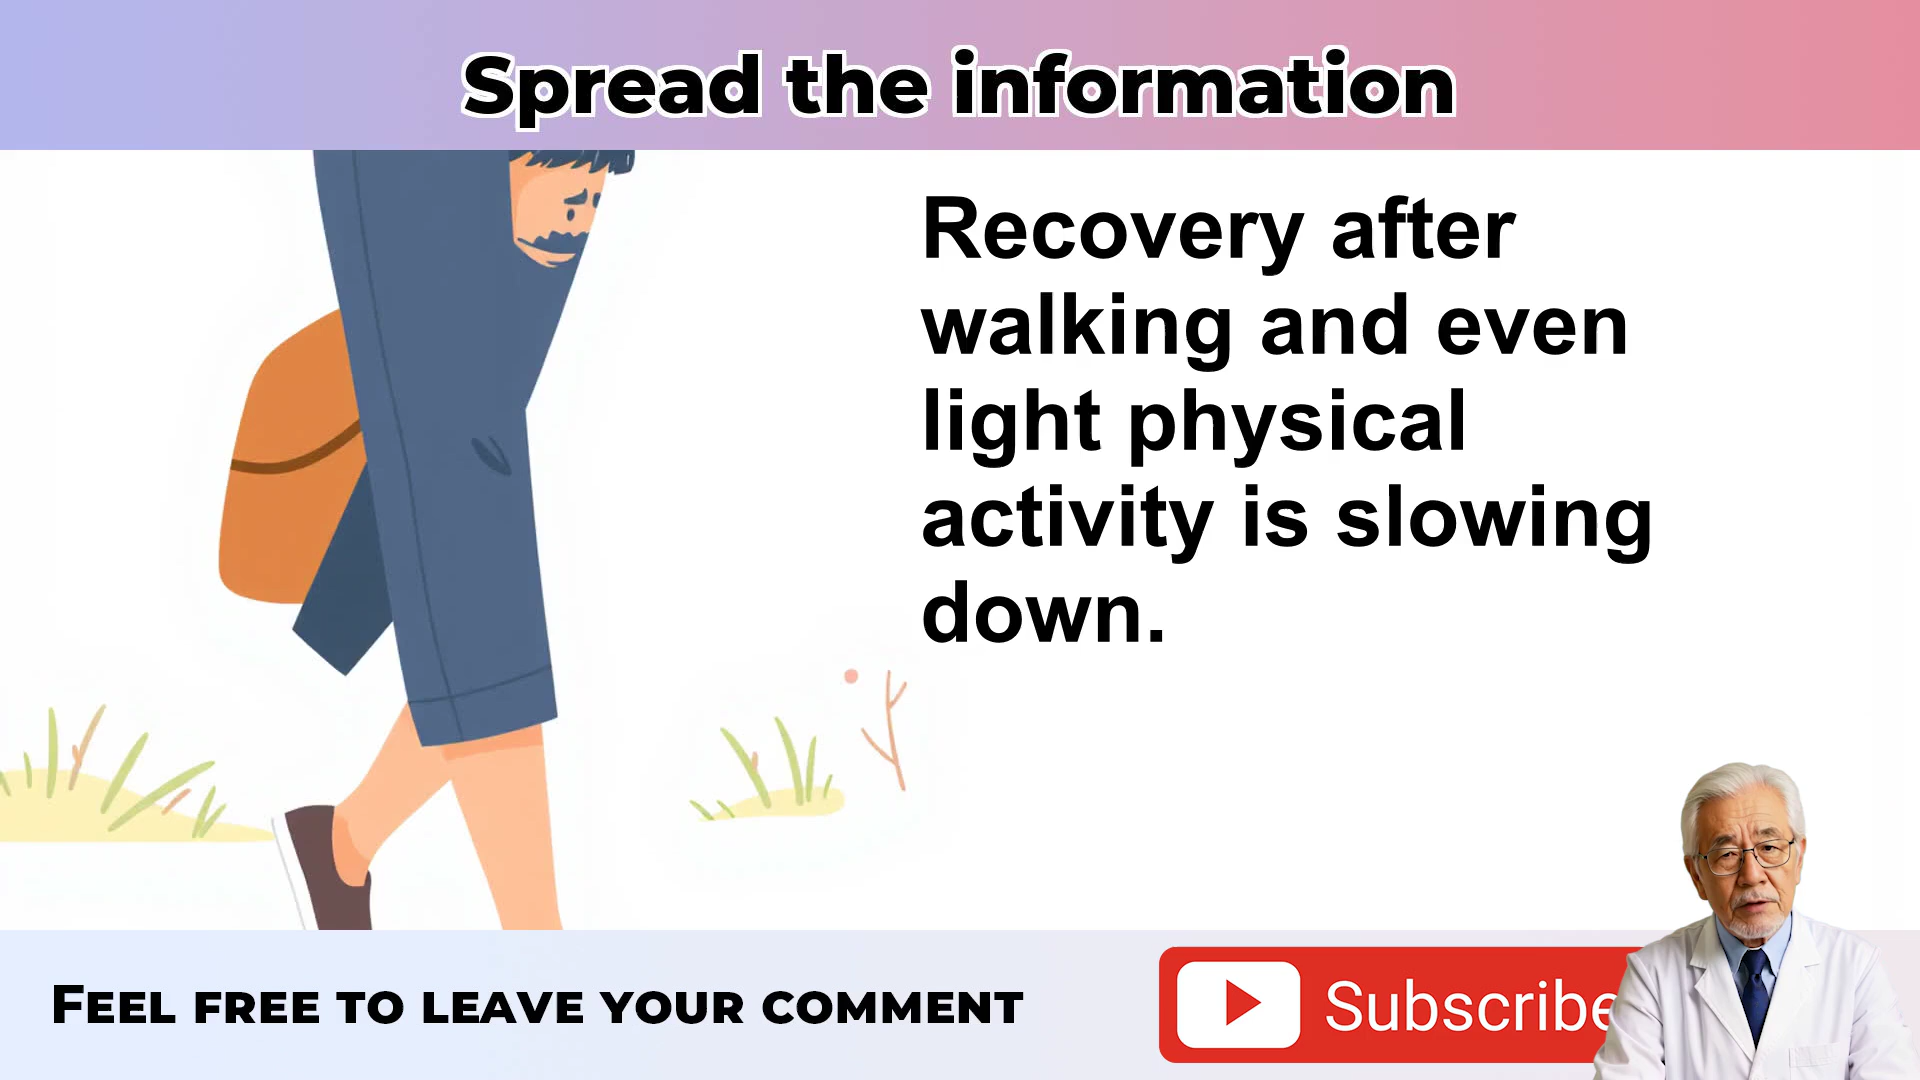 Spread the information
Recovery after
walking and even
light physical
activity is slowing
down.
Feel free to leave your comment
Subscribe